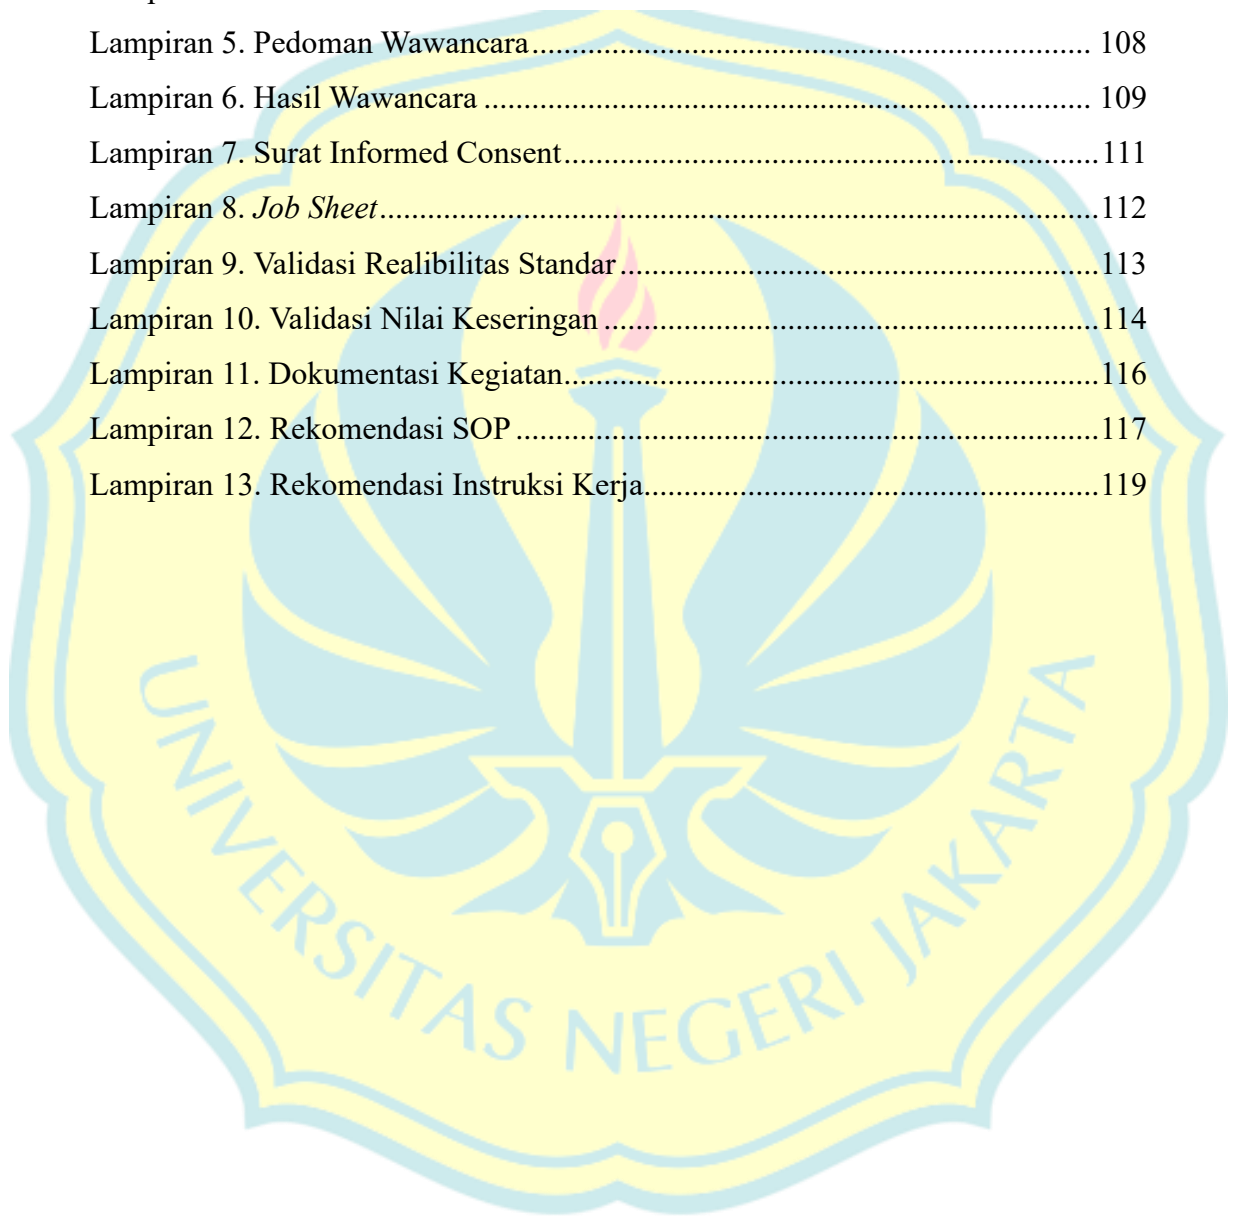 Lampiran 5. Pedoman Wawancara...................................................................... 108
Lampiran 6. Hasil Wawancara ............................................................................ 109
Lampiran 7. Surat Informed Consent...................................................................111
Lampiran 8. Job Sheet..........................................................................................112
Lampiran 9. Validasi Realibilitas Standar............................................................113
Lampiran 10. Validasi Nilai Keseringan ..............................................................114
Lampiran 11. Dokumentasi Kegiatan...................................................................116
Lampiran 12. Rekomendasi SOP .........................................................................117
Lampiran 13. Rekomendasi Instruksi Kerja.........................................................119
UNIVERSITAS NEGERI JAKARTA